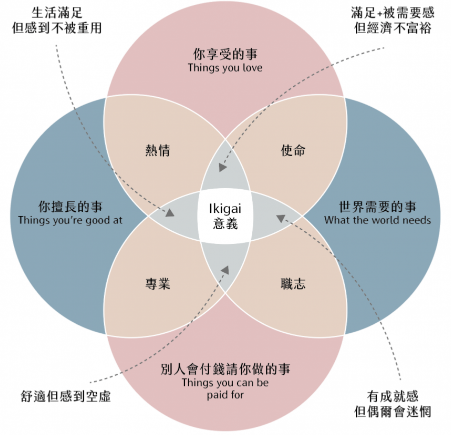 生活滿足
但感到不被重用
滿足+被需要感
但經濟不富裕
你享受的事
Things you love
熱情
使命
你擅長的事
Things you're good at
Ikigai
意義
世界需要的事
What the world needs
專業
職志
別人會付錢請你做的事
Things you can be
paid for
舒適但感到空虛
有成就感
但偶爾會迷惘